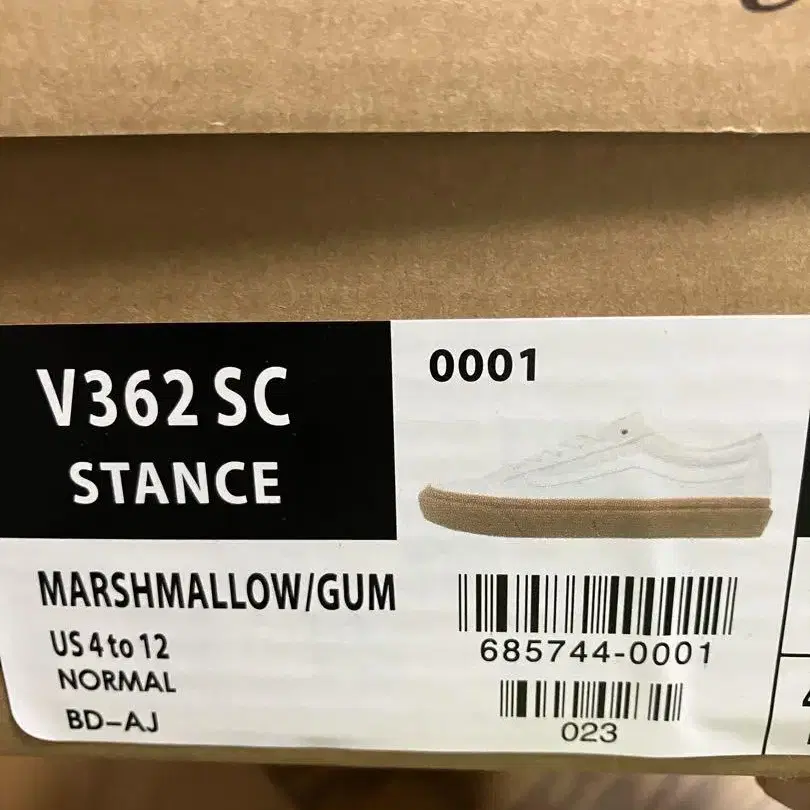 V362 SC
STANCE
0001
MARSHMALLOW/GUM
US 4 to 12
NORMAL
BD-AJ
685744-0001
023